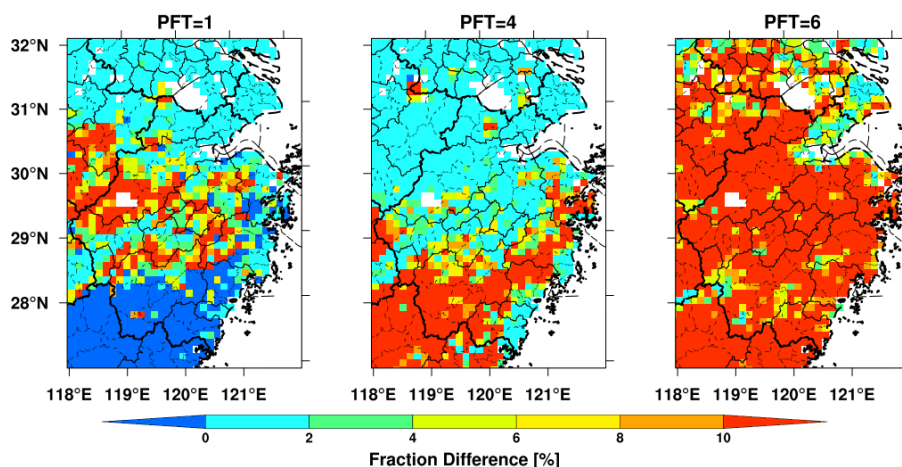 PFT=1 PFT=4 PFT=6
32°N
31°N
30°N
29°N
28°N
118°E 119°E 120°E 121°E 118°E 119°E 120°E 121°E 118°E 119°E 120°E 121°E
0 2 4 6 8 10
Fraction Difference [%]